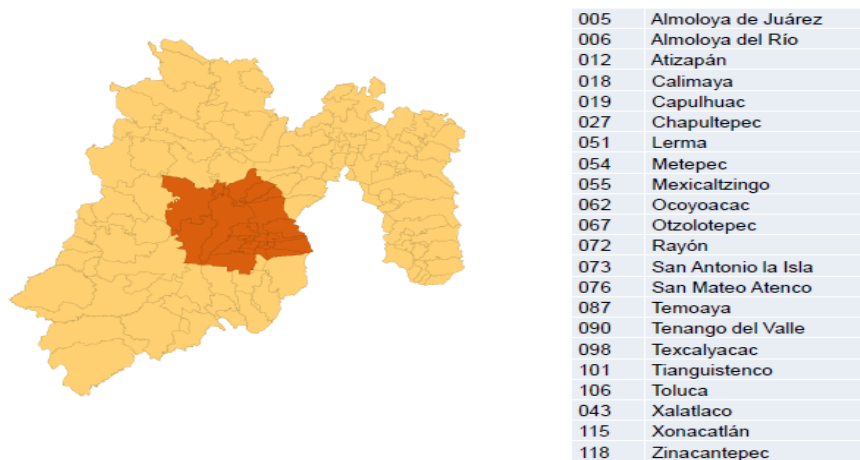 005 Almoloya de Juárez
006 Almoloya del Río
012 Atizapán
018 Calimaya
019 Capulhuac
027 Chapultepec
051 Lerma
054 Metepec
055 Mexicaltzingo
062 Ocoyoacac
067 Otzolotepec
072 Rayón
073 San Antonio la Isla
076 San Mateo Atenco
087 Temoaya
090 Tenango del Valle
098 Texcalyacac
101 Tianguistenco
106 Toluca
043 Xalatlaco
115 Xonacatlán
118 Zinacantepec